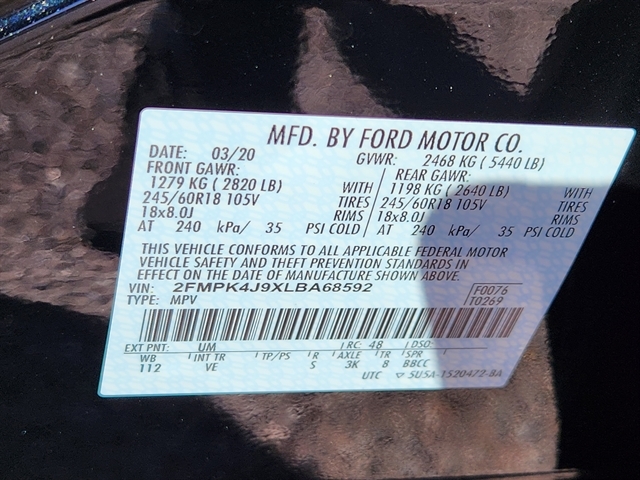 MFD. BY FORD MOTOR CO.
DATE: 03/20 GVWR: 2468 KG ( 5440 LB)
FRONT GAWR: REAR GAWR:
1279 KG ( 2820 LB) WITH 1198 KG ( 2640 LB) WITH
245/60R18 105V TIRES 245/60R18 105V TIRES
18x8.0J RIMS 18x8.0J RIMS
AT 240 kPa/ 35 PSI COLD AT 240 kPa/ 35 PSI COLD
THIS VEHICLE CONFORMS TO ALL APPLICABLE FEDERAL MOTOR
VEHICLE SAFETY AND THEFT PREVENTION STANDARDS IN
EFFECT ON THE DATE OF MANUFACTURE SHOWN ABOVE.
VIN: 2FMPK4J9XLBA68592 F0076
TYPE: MPV T0269
EXT PNT: UM RC: 48 DSO:
WB INT TR TP/PS R AXLE TR SPR
112 VE S 3K 8 BBCC
UTC ▽ 5U5A-1520472-BA